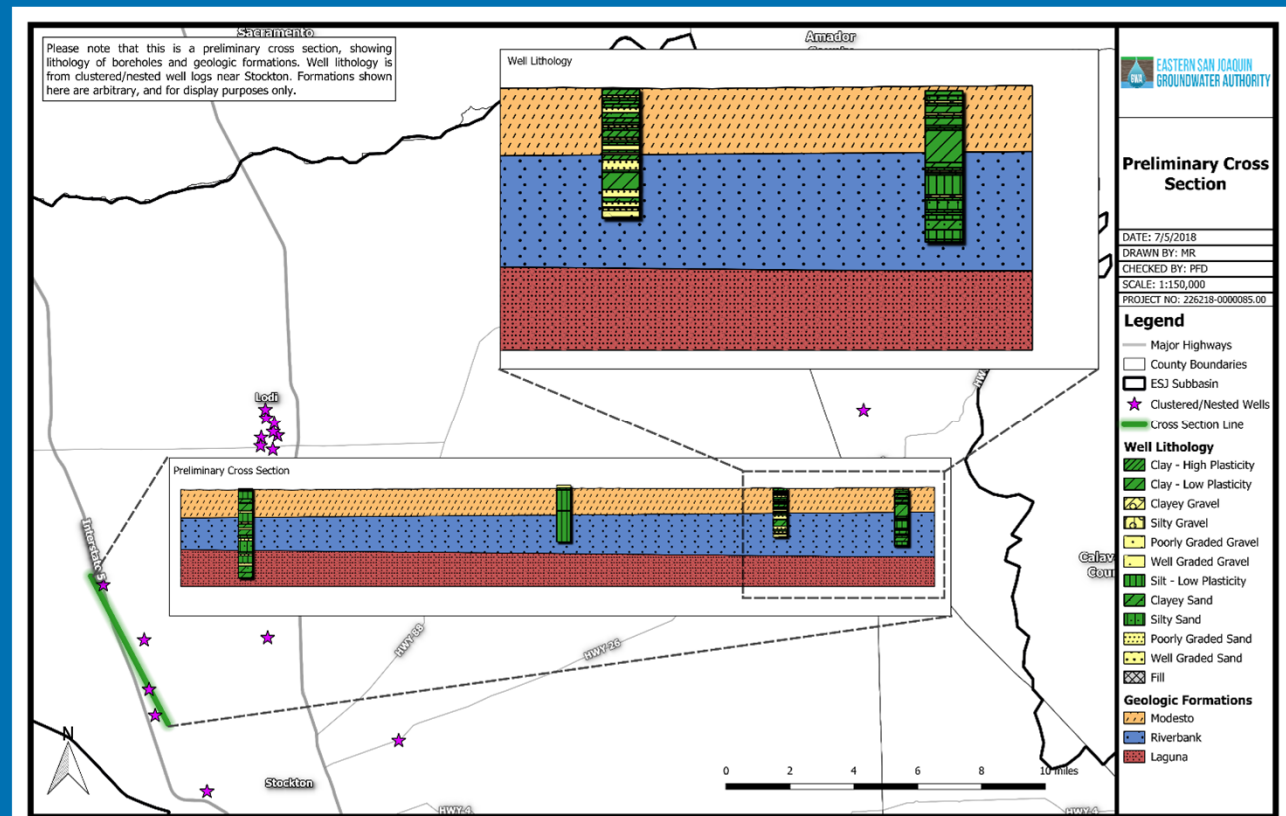 Sacramento
Amador
Please note that this is a preliminary cross section, showing
lithology of boreholes and geologic formations. Well lithology is
from clustered/nested well logs near Stockton. Formations shown
here are arbitrary, and for display purposes only.
Well Lithology
Lodi
Preliminary Cross Section
Interstate 5
Calav
Cour
HWY 88
HWY 26
HWY
Stockton
HWY 4
HWY 4
N
0 2 4 6 8 10 miles
GWA
EASTERN SAN JOAQUIN
GROUNDWATER AUTHORITY
Preliminary Cross
Section
DATE: 7/5/2018
DRAWN BY: MR
CHECKED BY: PFD
SCALE: 1:150,000
PROJECT NO: 226218-0000085.00
Legend
Major Highways
County Boundaries
ESJ Subbasin
Clustered/Nested Wells
Cross Section Line
Well Lithology
Clay - High Plasticity
Clay - Low Plasticity
Clayey Gravel
Silty Gravel
Poorly Graded Gravel
Well Graded Gravel
Silt - Low Plasticity
Clayey Sand
Silty Sand
Poorly Graded Sand
Well Graded Sand
Fill
Geologic Formations
Modesto
Riverbank
Laguna